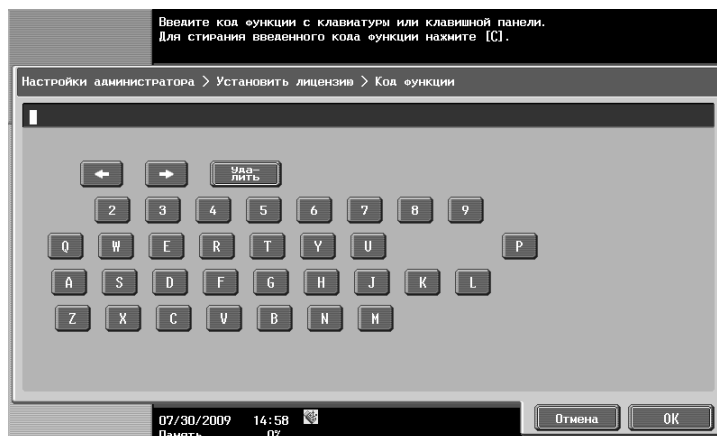 Введите код функции с клавиатуры или клавишной панели.
Для стирания введенного кода функции нажмите [C].
Настройки администратора > Установить лицензию > Код функции
← → Уда-
лить
2 3 4 5 6 7 8 9
Q W E R T Y U P
A S D F G H J K L
Z X C V B N M
Отмена OK
07/30/2009 14:58
Память 0%